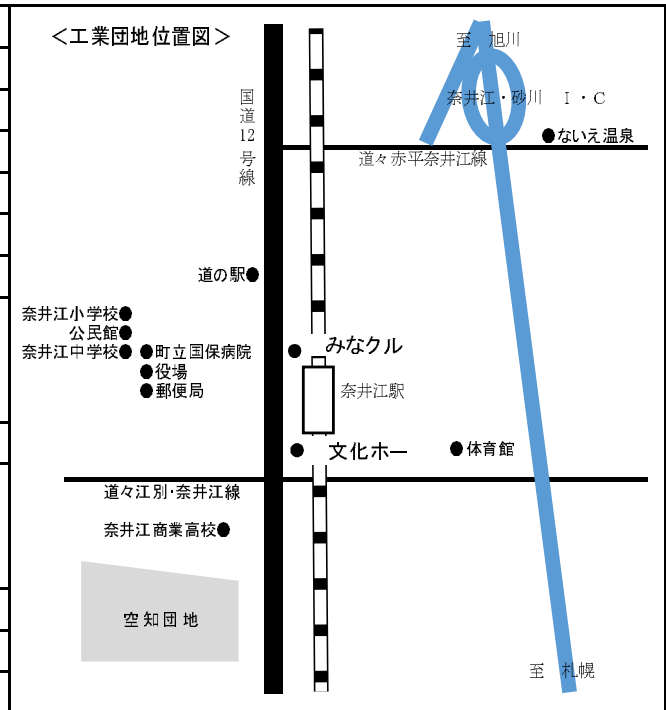 ＜工業団地位置図＞
至　旭川
国道12号線
奈井江・砂川　Ｉ・Ｃ
ないえ温泉
道々赤平奈井江線
道の駅
奈井江小学校
公民館
みなクル
奈井江中学校
町立国保病院
役場
奈井江駅
郵便局
文化ホー
体育館
道々江別・奈井江線
奈井江商業高校
空知団地
至　札幌